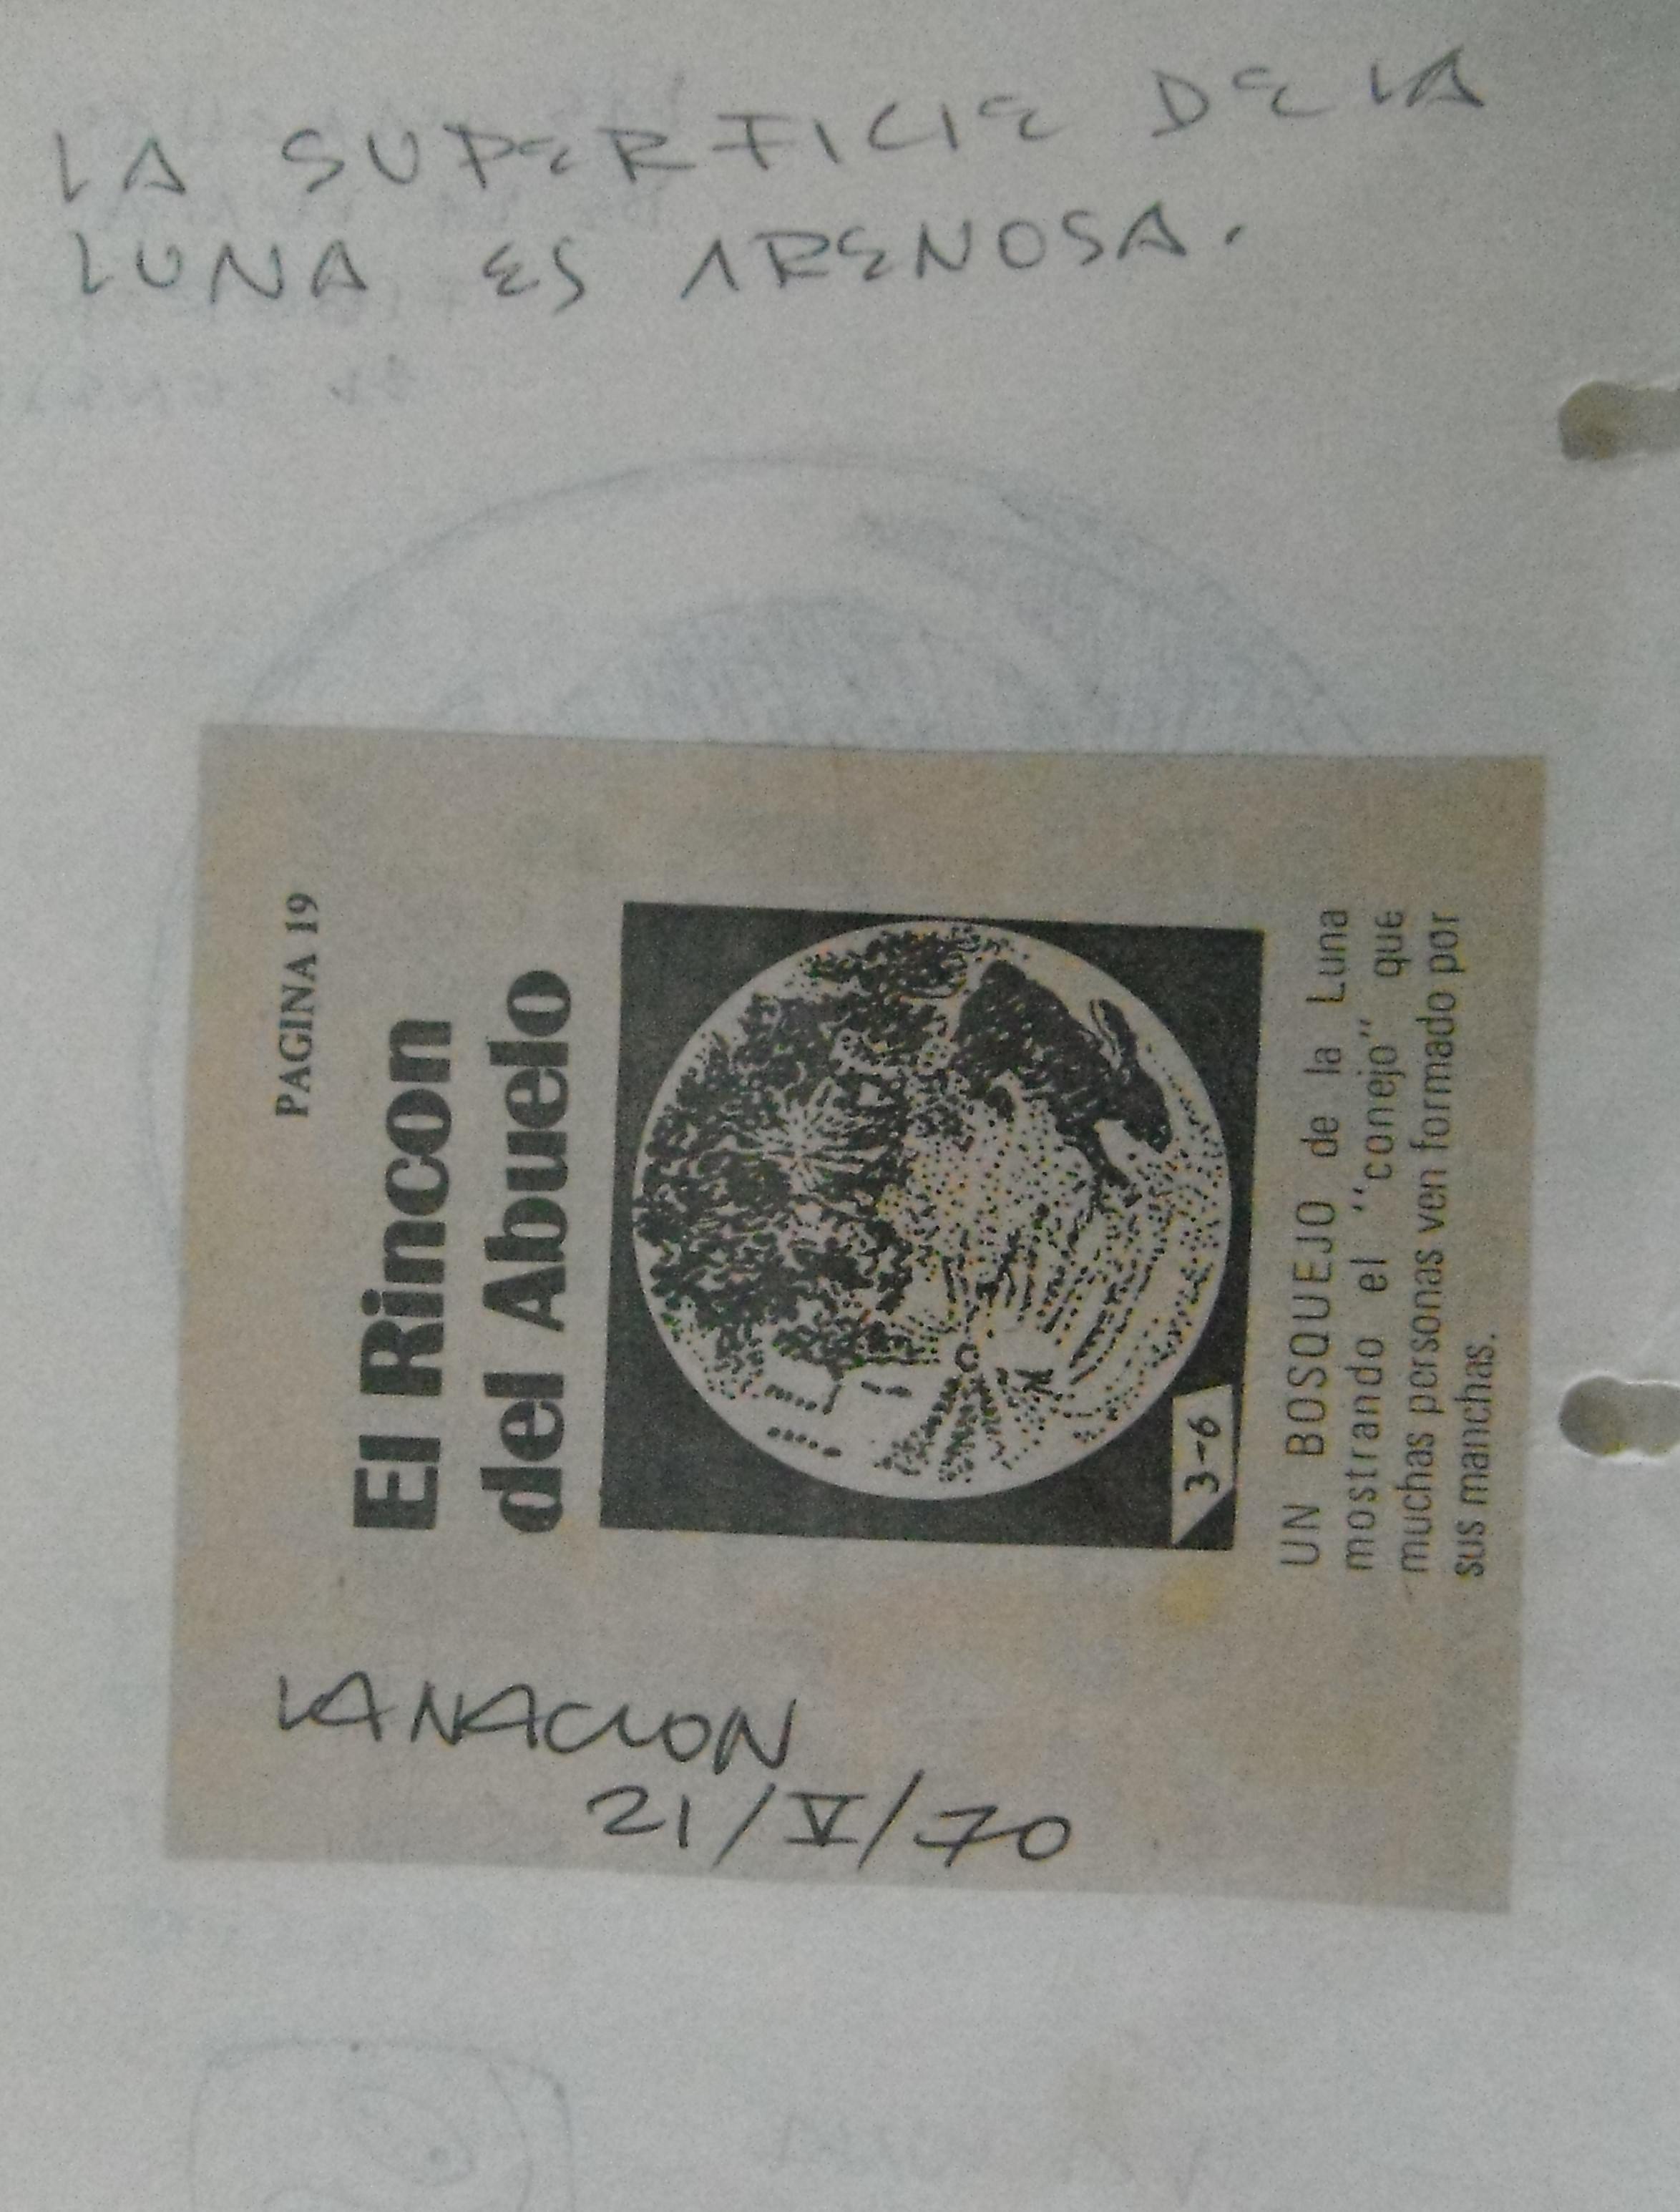 LA SUPERFICIE DE LA
LUNA ES ARENOSA.
PAGINA 19
El Rincon
del Abuelo
3-6
UN BOSQUEJO de la Luna
mostrando el "conejo" que
muchas personas ven formado por
sus manchas.
LA NACION
21/V/70